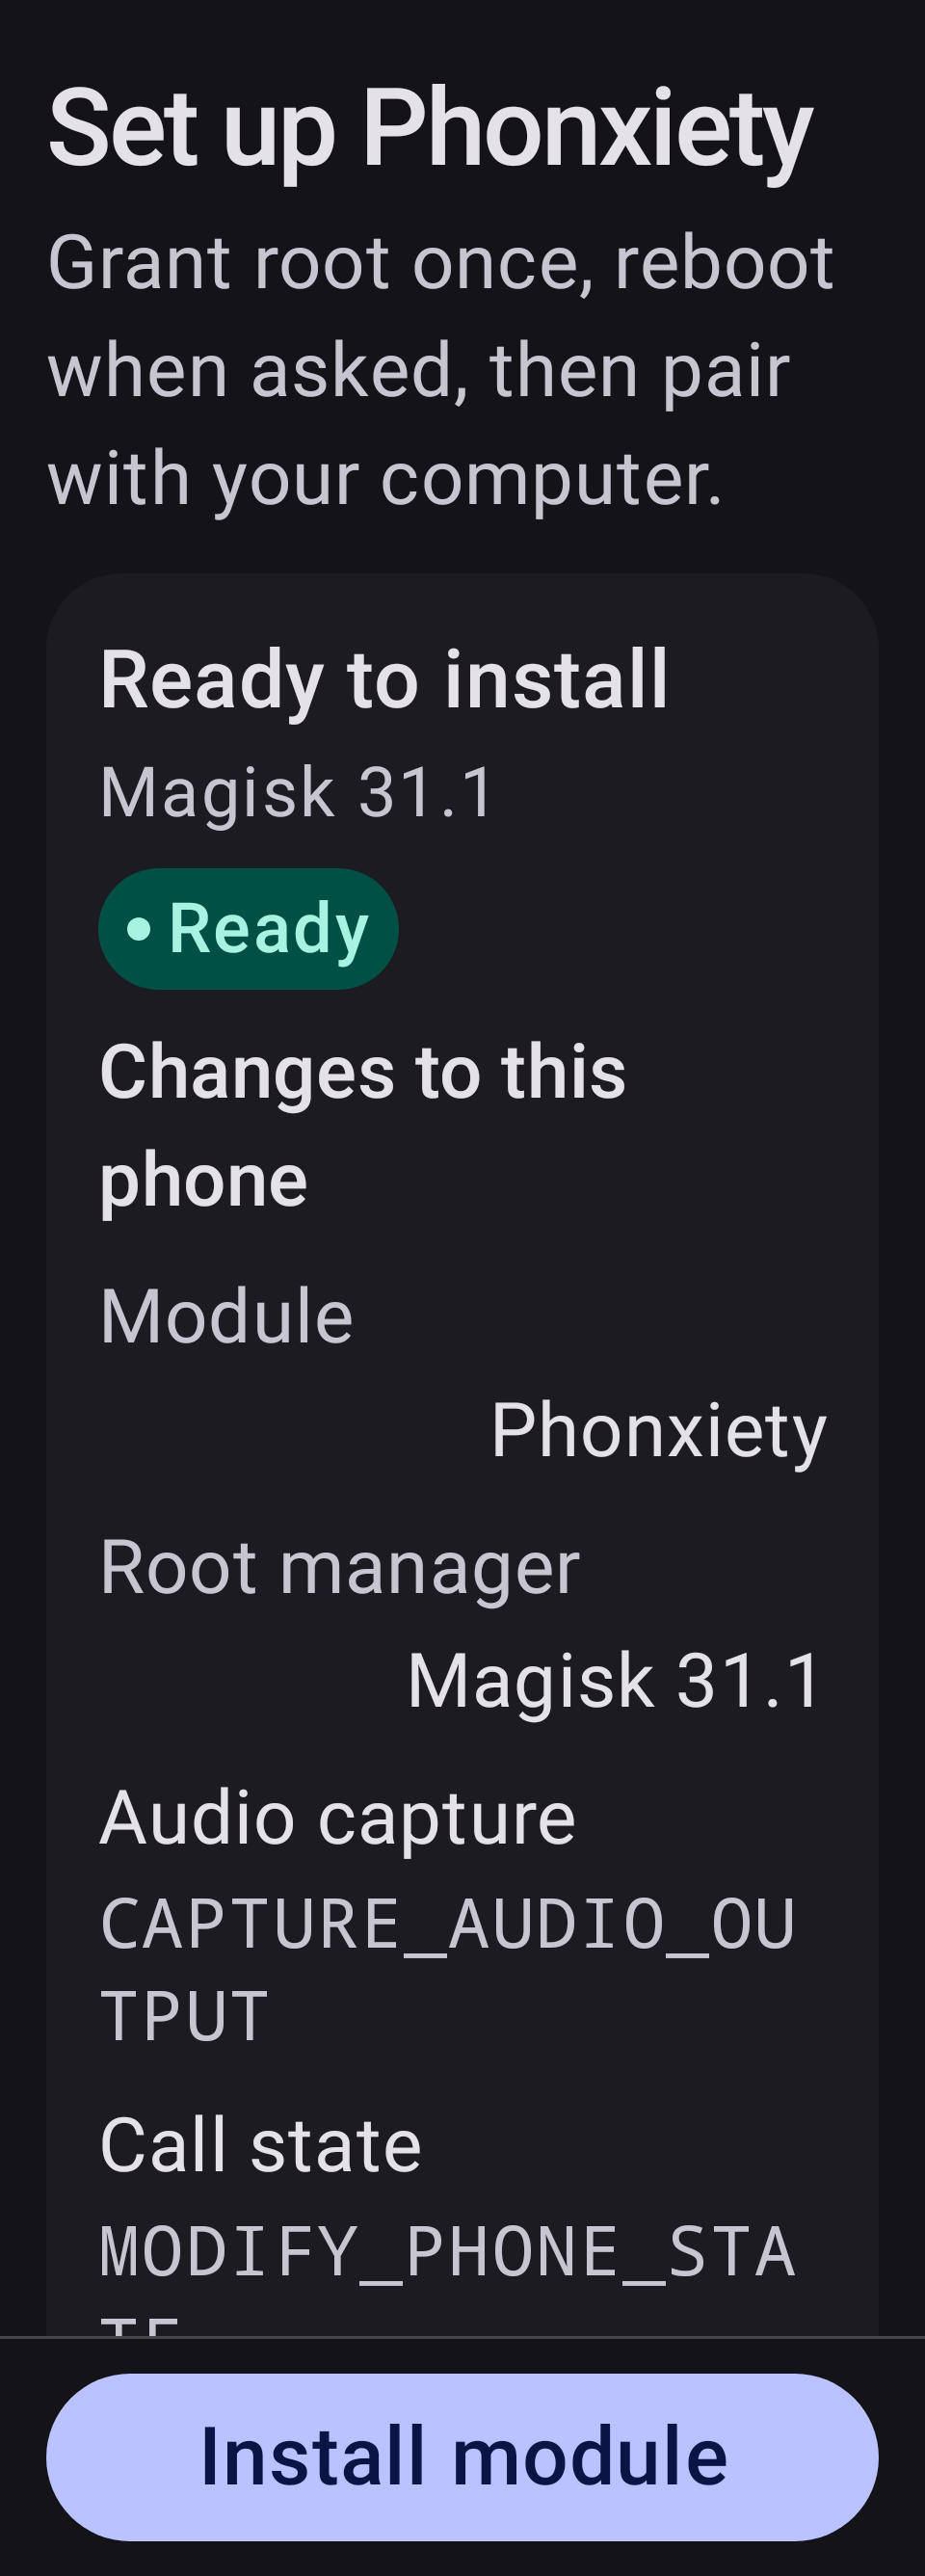 Set up Phonxiety
Grant root once, reboot
when asked, then pair
with your computer.
Ready to install
Magisk 31.1
• Ready
Changes to this
phone
Module
Phonxiety
Root manager
Magisk 31.1
Audio capture
CAPTURE_AUDIO_OU
TPUT
Call state
MODIFY_PHONE_STA
Install module